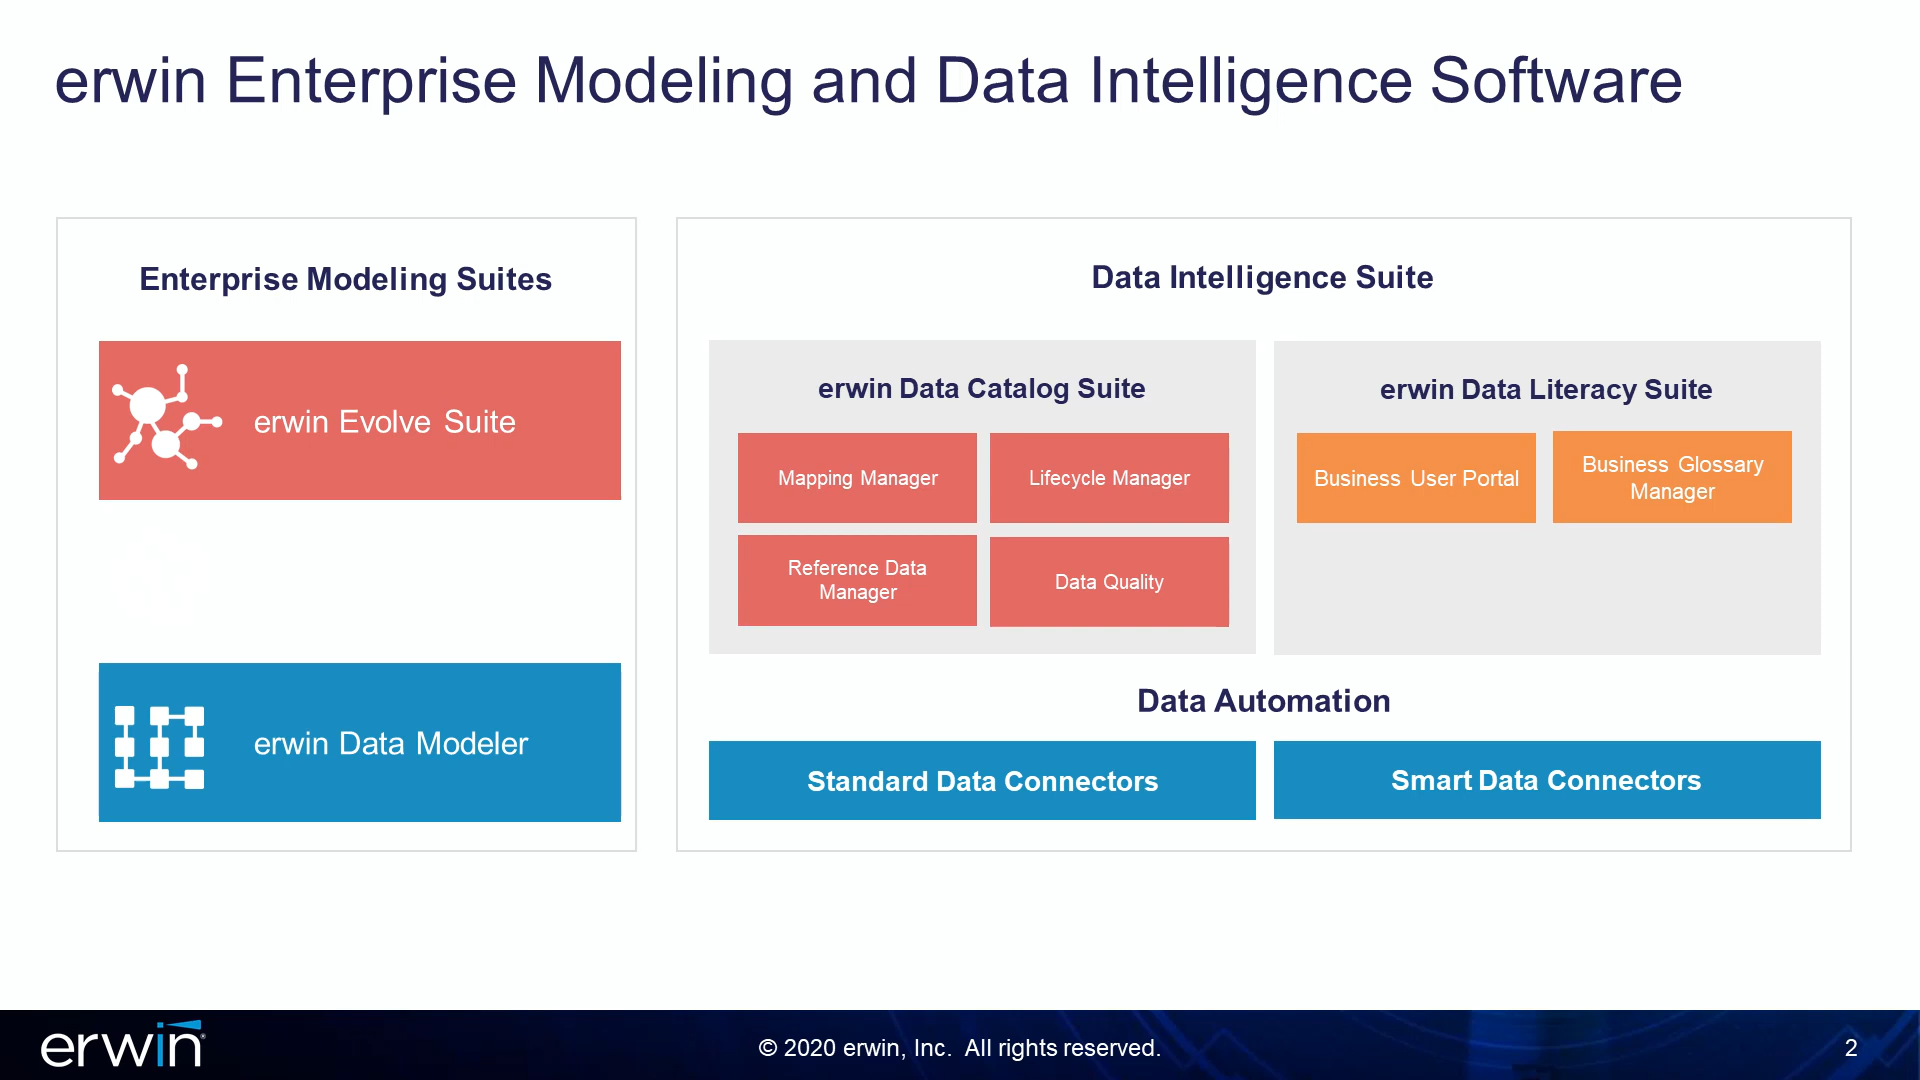 erwin Enterprise Modeling and Data Intelligence Software
Enterprise Modeling Suites
erwin Evolve Suite
erwin Data Modeler
Data Intelligence Suite
erwin Data Catalog Suite
Mapping Manager
Lifecycle Manager
Reference Data
Manager
Data Quality
erwin Data Literacy Suite
Business User Portal
Business Glossary
Manager
Data Automation
Standard Data Connectors
Smart Data Connectors
erwin®
© 2020 erwin, Inc.  All rights reserved.
2